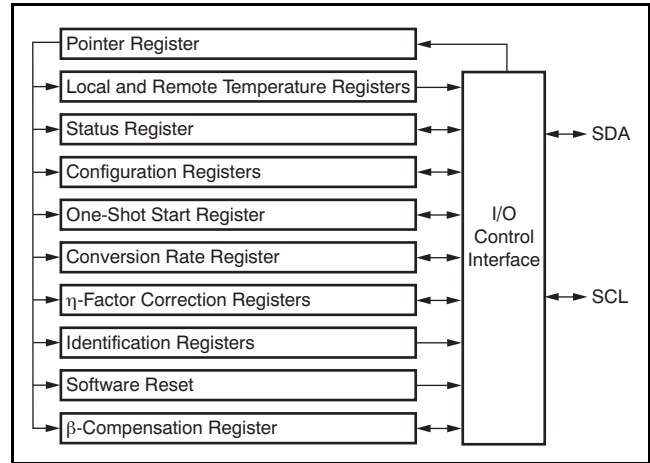 Pointer Register
Local and Remote Temperature Registers
Status Register
SDA
Configuration Registers
One-Shot Start Register
I/O
Control
Interface
Conversion Rate Register
η-Factor Correction Registers
SCL
Identification Registers
Software Reset
β-Compensation Register